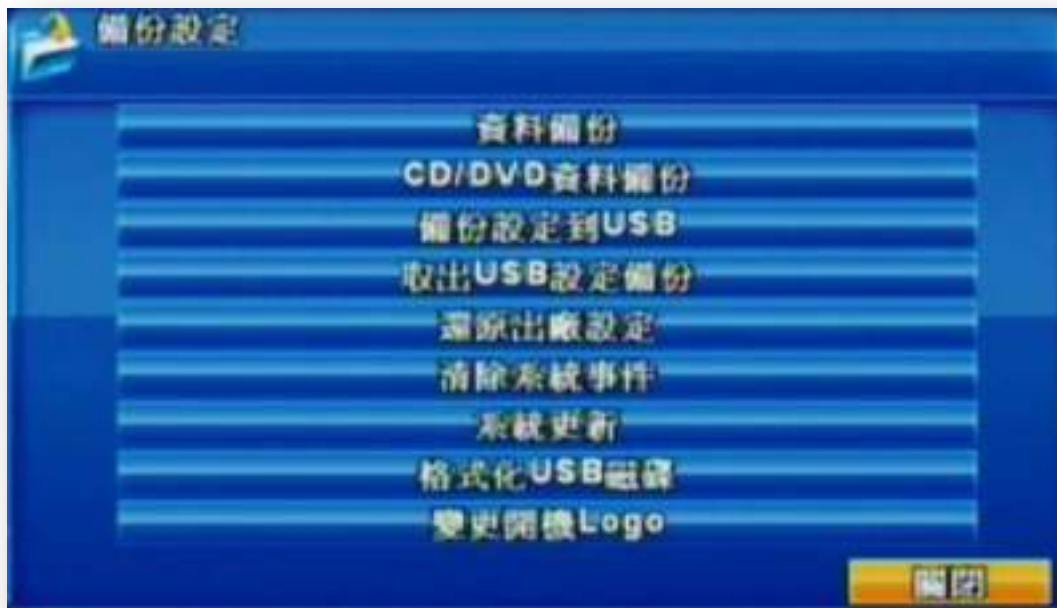 備份設定
資料備份
CD/DVD資料備份
備份設定到USB
取出USB設定備份
還原出廠設定
清除系統事件
系統更新
格式化USB磁碟
變更開機Logo
關閉